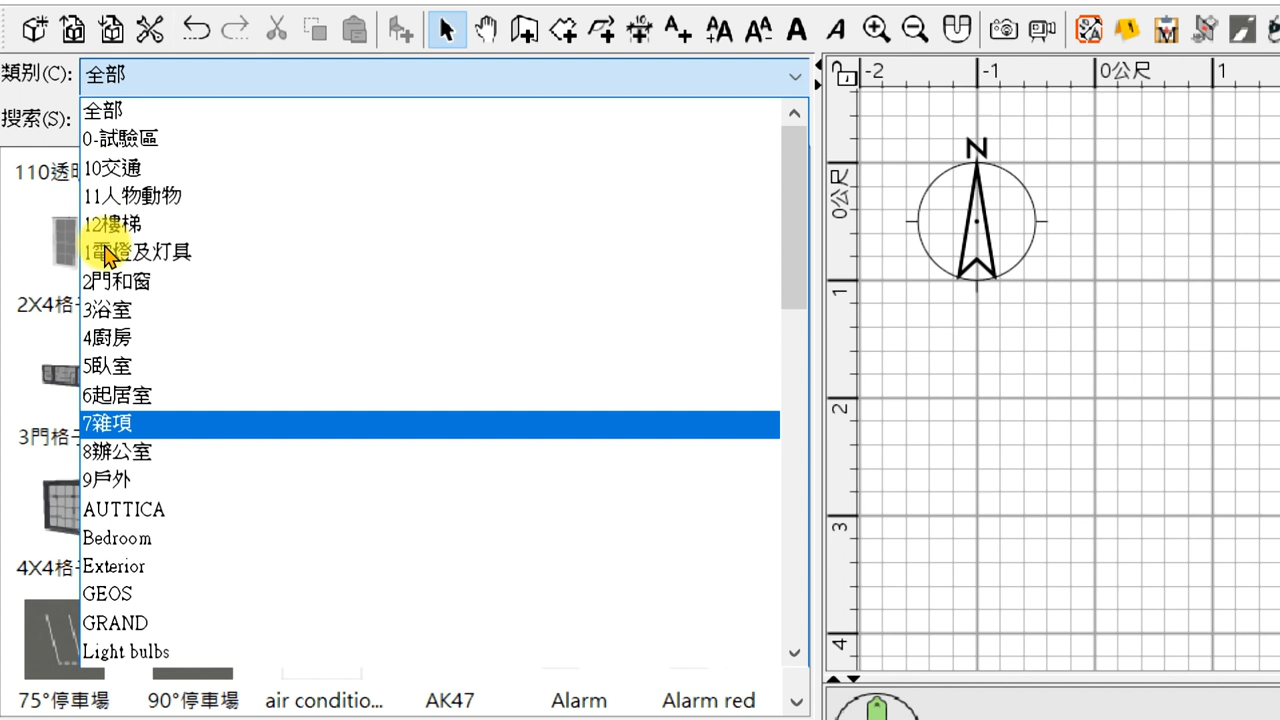 類別(C):
全部
搜索(S):
全部
0-試驗區
10交通
11人物動物
12樓梯
1電燈及灯具
2門和窗
3浴室
4廚房
5臥室
6起居室
7雜項
8辦公室
9戶外
AUTTICA
Bedroom
Exterior
GEOS
GRAND
Light bulbs
110透
2X4格
3門格
4X4格
75°停車場
90°停車場
air conditio...
AK47
Alarm
Alarm red
-2
-1
0公尺
1
N
0公尺
1
2
3
4